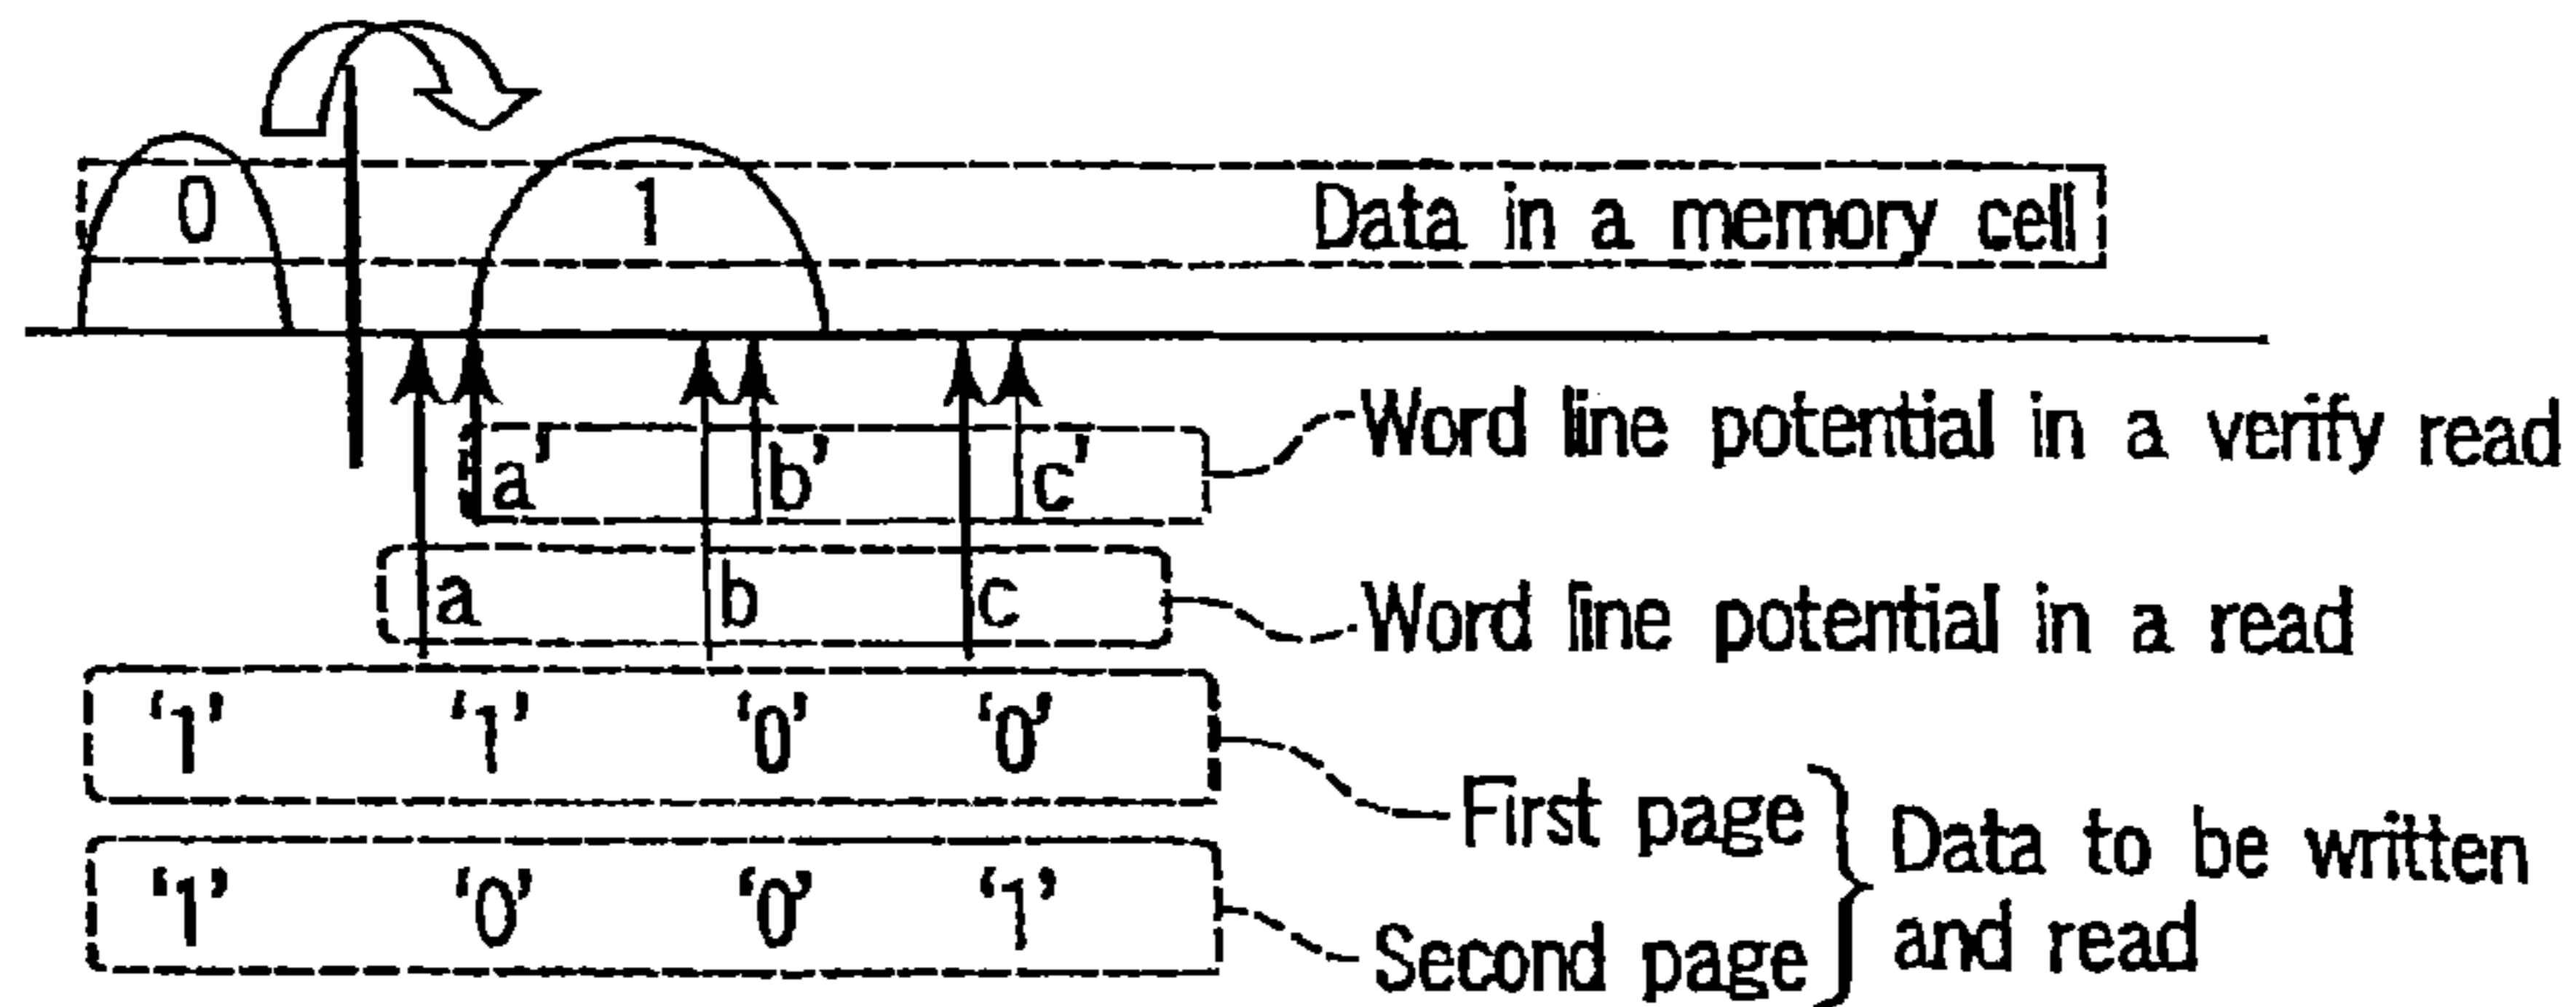 0 1 Data in a memory cell
a' b' c' Word line potential in a verify read
a b c Word line potential in a read
‘1’ ‘1’ ‘0’ ‘0’
First page
‘1’ ‘0’ ‘0’ ‘1’
Second page
Data to be written
and read